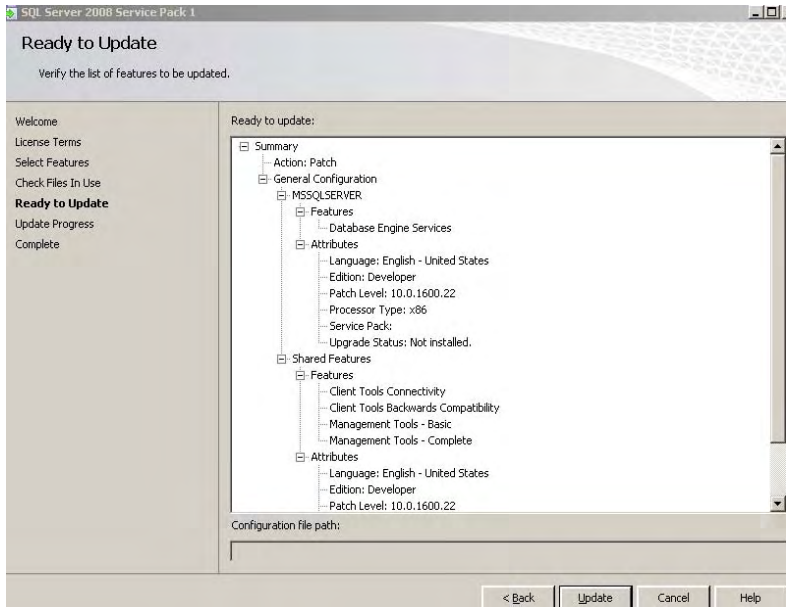 SQL Server 2008 Service Pack 1
Ready to Update
Verify the list of features to be updated.
Welcome
License Terms
Select Features
Check Files In Use
Ready to Update
Update Progress
Complete
Ready to update:
Summary
Action: Patch
General Configuration
MSSQLSERVER
Features
Database Engine Services
Attributes
Language: English - United States
Edition: Developer
Patch Level: 10.0.1600.22
Processor Type: x86
Service Pack:
Upgrade Status: Not installed.
Shared Features
Features
Client Tools Connectivity
Client Tools Backwards Compatibility
Management Tools - Basic
Management Tools - Complete
Attributes
Language: English - United States
Edition: Developer
Patch Level: 10.0.1600.22
Configuration file path:
< Back
Update
Cancel
Help